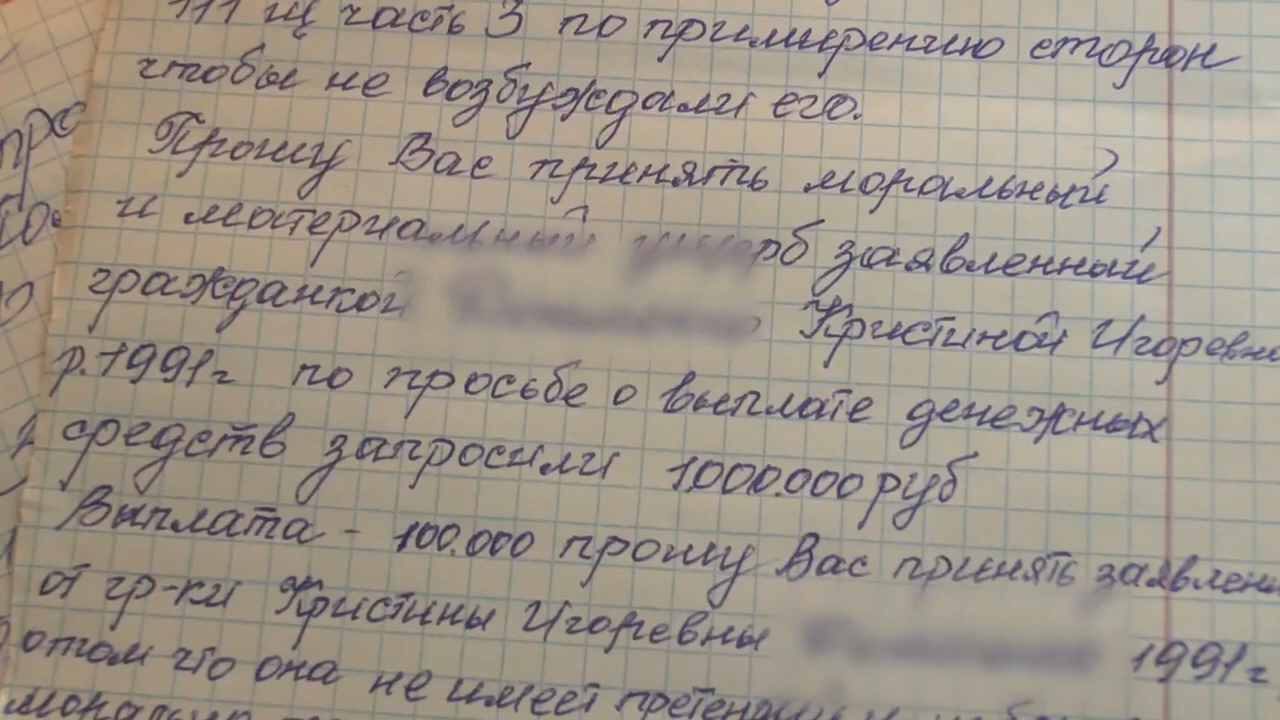 111 часть 3 по примирению сторон
чтобы не возбуждали его.
Прошу Вас принять моральный
и материальный ущерб заявленный
гражданкой Кристиной Игоревн
р.1991г по просьбе о выплате денежных
средств запросили 1.000.000 руб
Выплата - 100.000 прошу Вас принять заявлен
от гр-ки Кристины Игоревны 1991г
отом что она не имеет